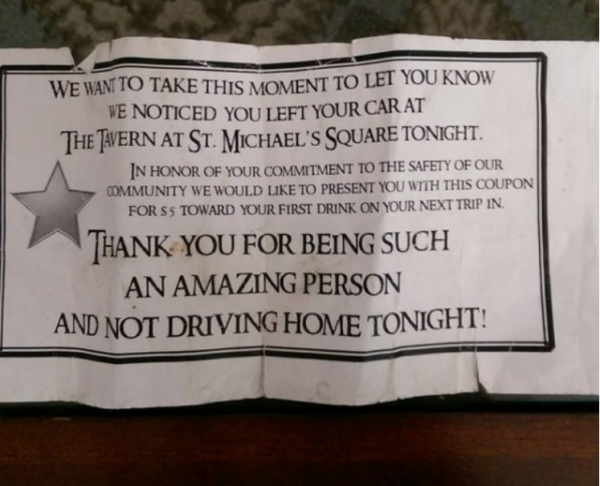 WE WANT TO TAKE THIS MOMENT TO LET YOU KNOW
WE NOTICED YOU LEFT YOUR CAR AT
THE TAVERN AT ST. MICHAEL'S SQUARE TONIGHT.
IN HONOR OF YOUR COMMITMENT TO THE SAFETY OF OUR
COMMUNITY WE WOULD LIKE TO PRESENT YOU WITH THIS COUPON
FOR $5 TOWARD YOUR FIRST DRINK ON YOUR NEXT TRIP IN.
THANK YOU FOR BEING SUCH
AN AMAZING PERSON
AND NOT DRIVING HOME TONIGHT!